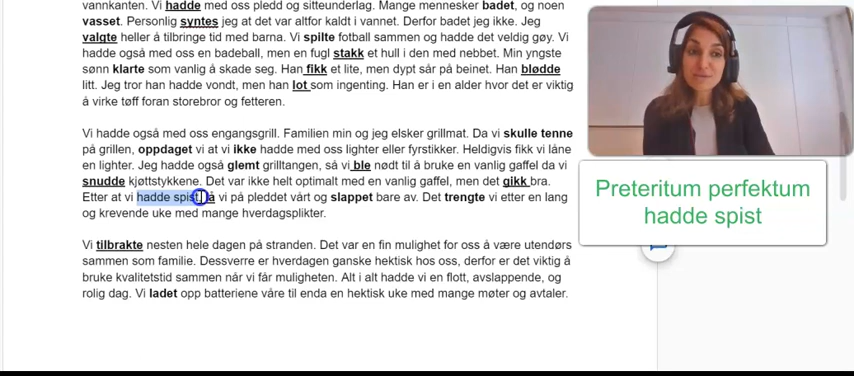 vannkanten. Vi hadde med oss pledd og sitteunderlag. Mange mennesker badet, og noen
vasset. Personlig syntes jeg at det var altfor kaldt i vannet. Derfor badet jeg ikke. Jeg
valgte heller å tilbringe tid med barna. Vi spilte fotball sammen og hadde det veldig gøy. Vi
hadde også med oss en badeball, men en fugl stakk et hull i den med nebbet. Min yngste
sønn klarte som vanlig å skade seg. Han fikk et lite, men dypt sår på beinet. Han blødde
litt. Jeg tror han hadde vondt, men han lot som ingenting. Han er i en alder hvor det er viktig
å virke tøff foran storebror og fetteren.
Vi hadde også med oss engangsgrill. Familien min og jeg elsker grillmat. Da vi skulle tenne
på grillen, oppdaget vi at vi ikke hadde med oss lighter eller fyrstikker. Heldigvis fikk vi låne
en lighter. Jeg hadde også glemt grilltangen, så vi ble nødt til å bruke en vanlig gaffel da vi
snudde kjøttstykkene. Det var ikke helt optimalt med en vanlig gaffel, men det gikk bra.
Etter at vi hadde spist, vi på pleddet vårt og slappet bare av. Det trengte vi etter en lang
og krevende uke med mange hverdagsplikter.
Vi tilbrakte nesten hele dagen på stranden. Det var en fin mulighet for oss å være utendørs
sammen som familie. Dessverre er hverdagen ganske hektisk hos oss, derfor er det viktig å
bruke kvalitetstid sammen når vi får muligheten. Alt i alt hadde vi en flott, avslappende, og
rolig dag. Vi ladet opp batteriene våre til enda en hektisk uke med mange møter og avtaler.
Preteritum perfektum
hadde spist